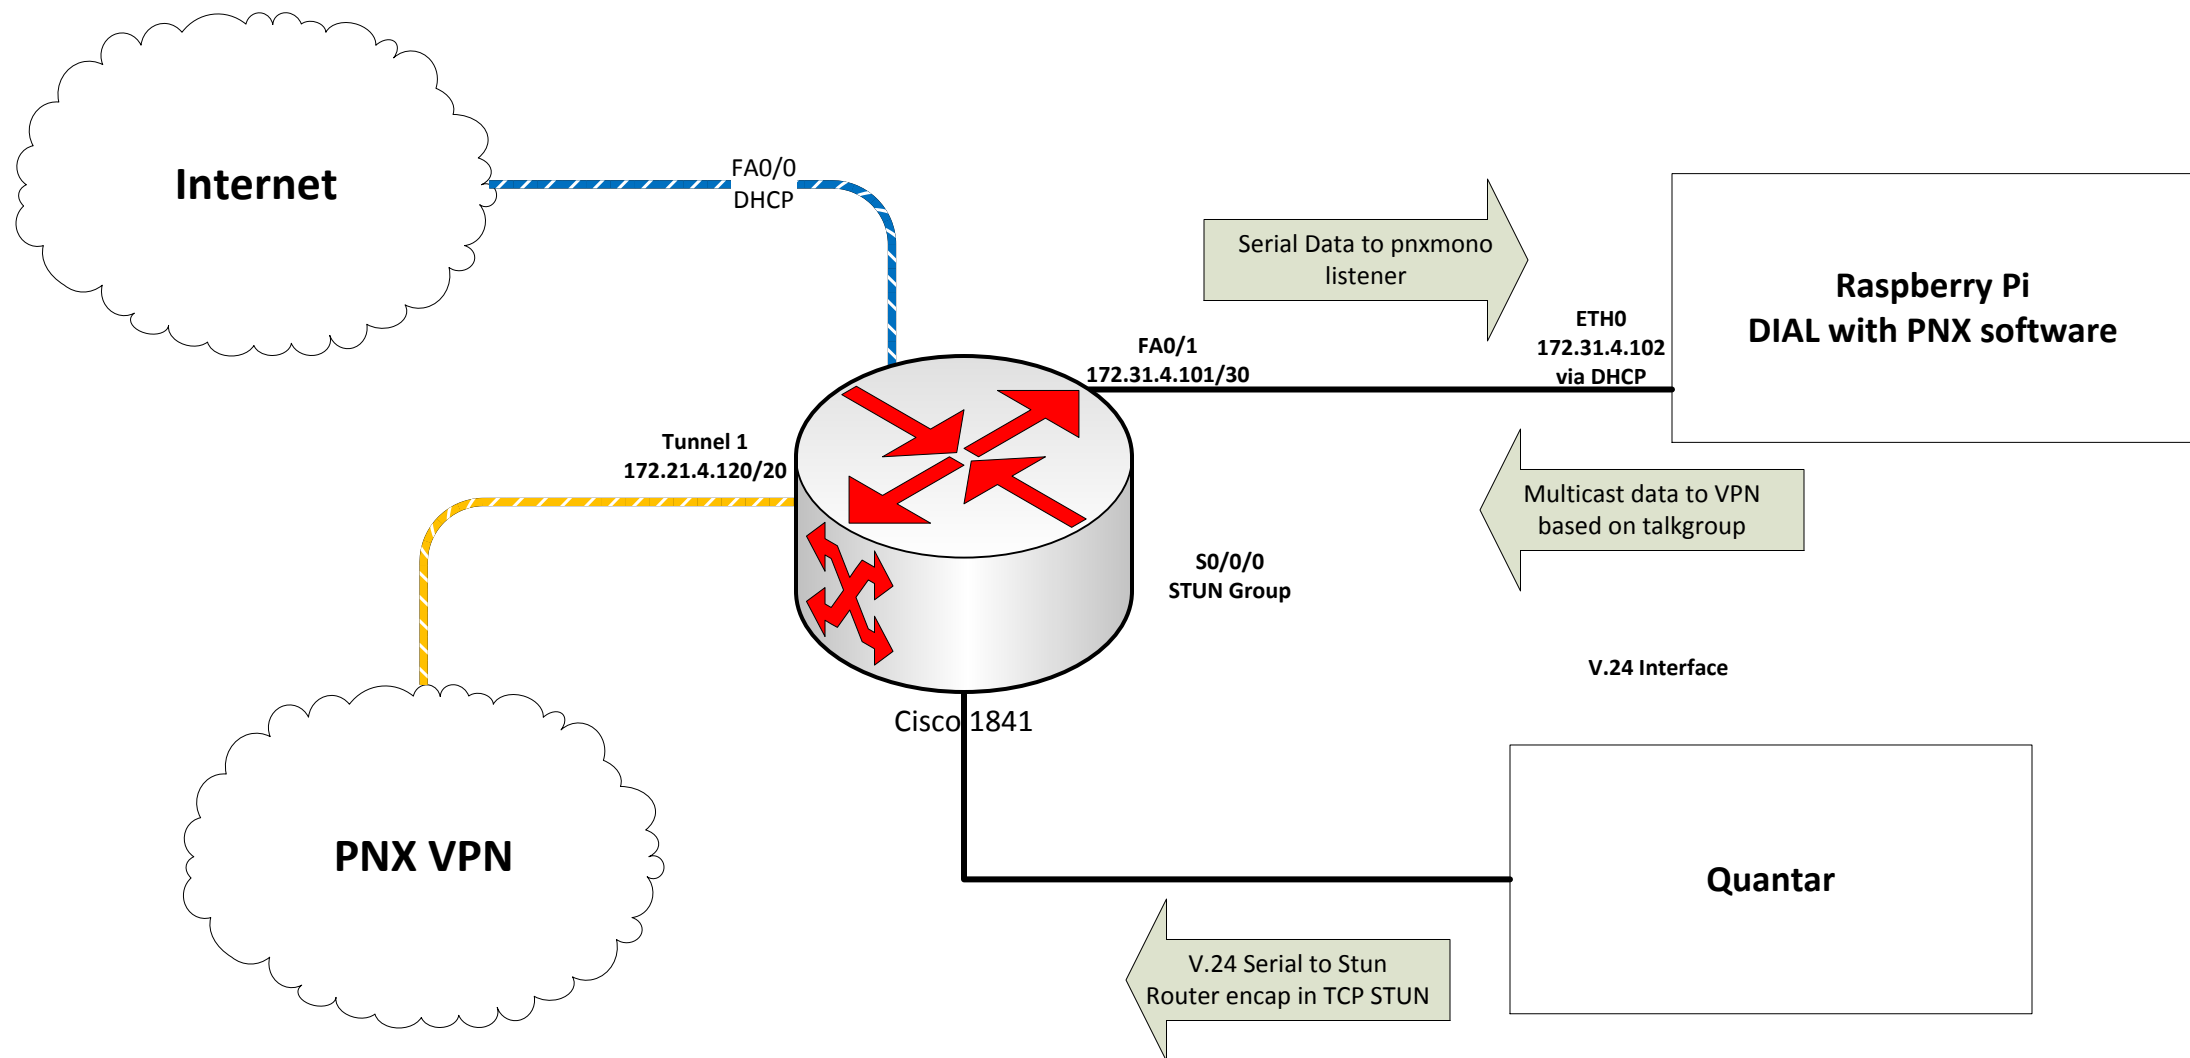 Internet
FA0/0
DHCP
Serial Data to pnxmono
listener
Raspberry Pi
DIAL with PNX software
FA0/1
172.31.4.101/30
ETH0
172.31.4.102
via DHCP
Tunnel 1
172.21.4.120/20
Multicast data to VPN
based on talkgroup
S0/0/0
STUN Group
V.24 Interface
Cisco 1841
PNX VPN
Quantar
V.24 Serial to Stun
Router encap in TCP STUN